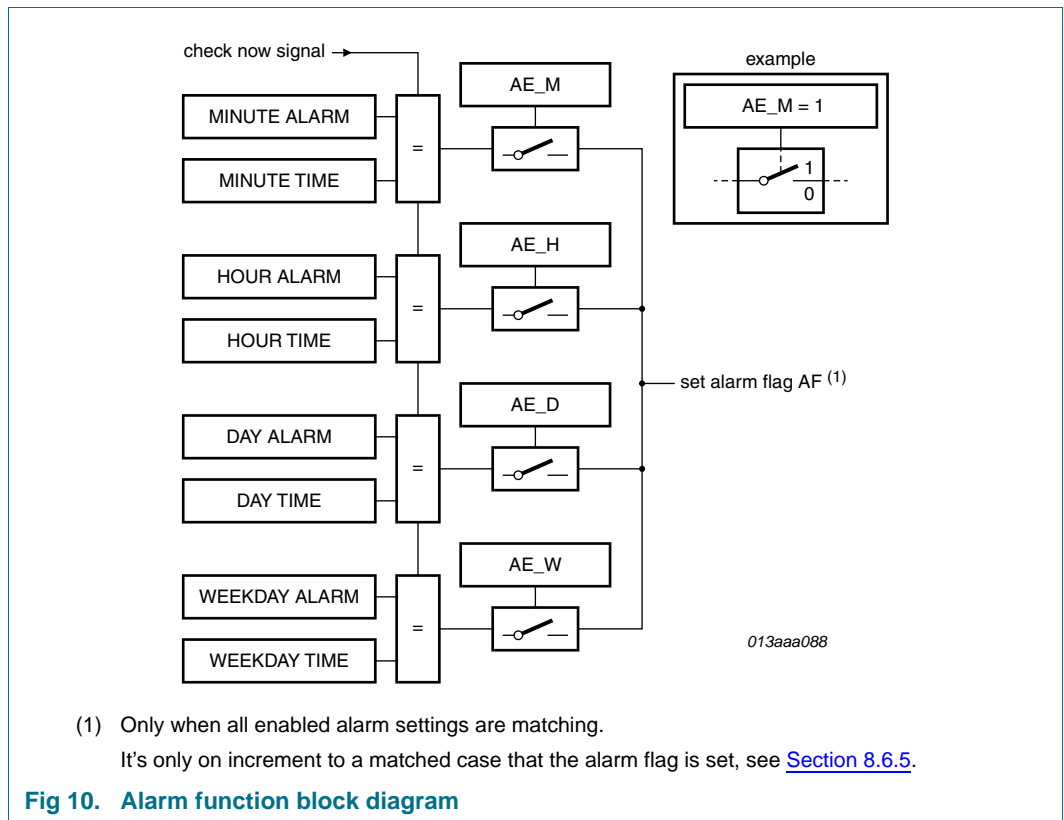 check now signal
example
AE_M
AE_M = 1
MINUTE ALARM
=
1
MINUTE TIME
0
AE_H
HOUR ALARM
=
HOUR TIME
set alarm flag AF (1)
AE_D
DAY ALARM
=
DAY TIME
AE_W
WEEKDAY ALARM
=
013aaa088
WEEKDAY TIME
(1) Only when all enabled alarm settings are matching.
It's only on increment to a matched case that the alarm flag is set, see Section 8.6.5.
Fig 10. Alarm function block diagram